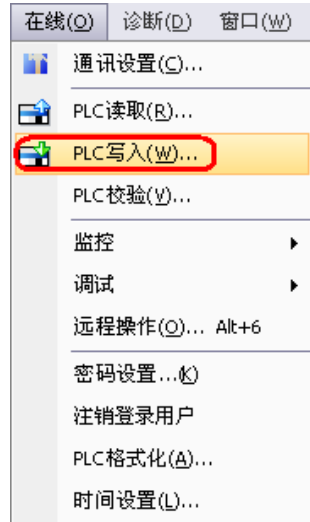 在线(O) 诊断(D) 窗口(W)
通讯设置(C)...
PLC读取(R)...
PLC写入(W)...
PLC校验(V)...
监控
调试
远程操作(O)... Alt+6
密码设置...(K)
注销登录用户
PLC格式化(A)...
时间设置(L)...